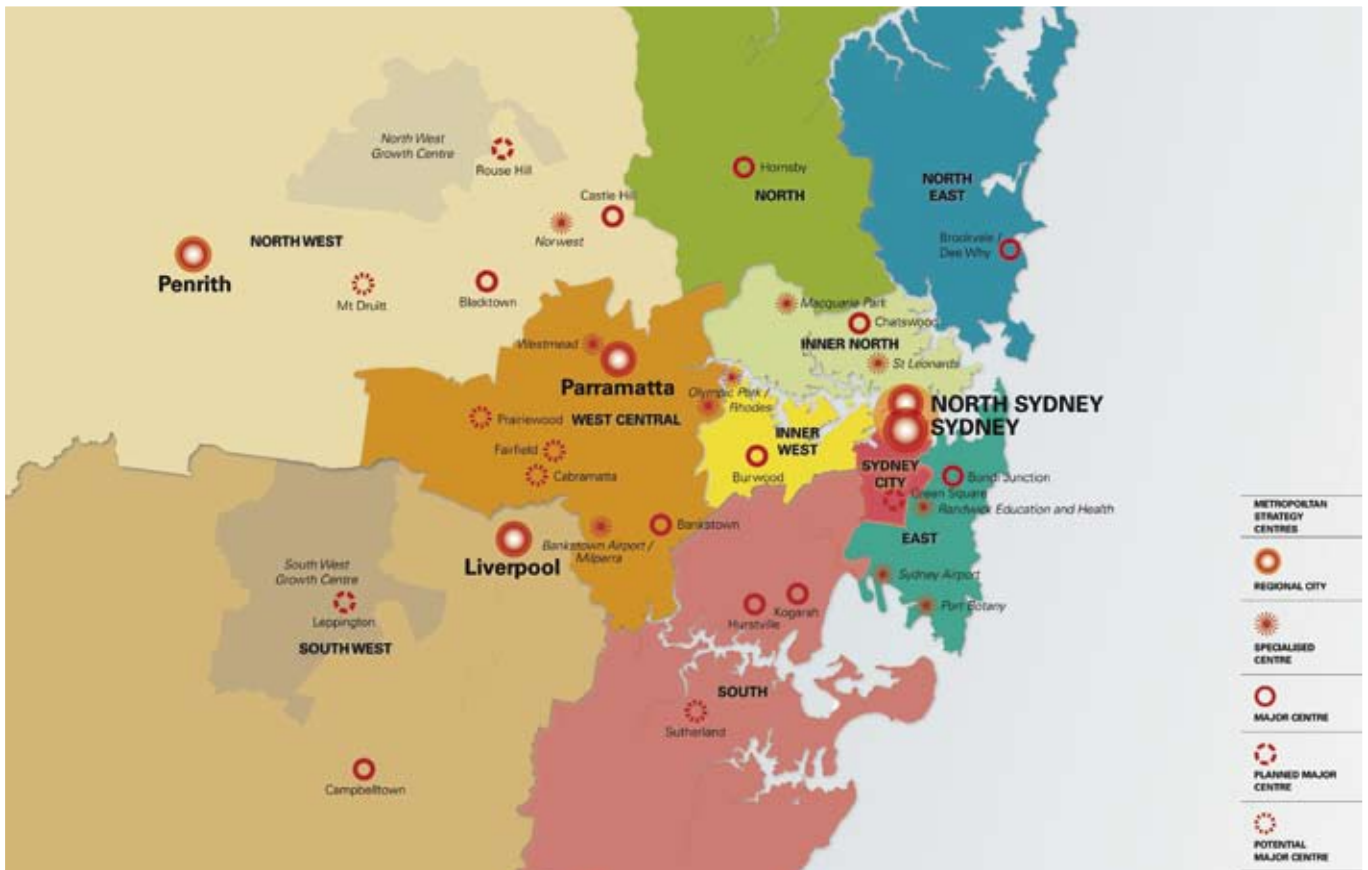 North West
Growth Centre
Rouse Hill
Hornsby
NORTH
NORTH
EAST
Castle Hill
Norwest
NORTH WEST
Penrith
Brookvale /
Dee Why
Mt Druitt
Blacktown
Macquarie Park
Chatswood
INNER NORTH
Westmead
St Leonards
Parramatta
Olympic Park /
Rhodes
NORTH SYDNEY
SYDNEY
Prairiewood
WEST CENTRAL
INNER
WEST
Fairfield
Cabramatta
Burwood
SYDNEY
CITY
Bondi Junction
Green Square
Randwick Education and Health
Bankstown
EAST
Bankstown Airport /
Milperra
Liverpool
South West
Growth Centre
Sydney Airport
Port Botany
Leppington
SOUTH WEST
Kogarah
Hurstville
SOUTH
Sutherland
Campbelltown
METROPOILTAN
STRATEGY
CENTRES
REGIONAL CITY
SPECIALISED
CENTRE
MAJOR CENTRE
PLANNED MAJOR
CENTRE
POTENTIAL
MAJOR CENTRE